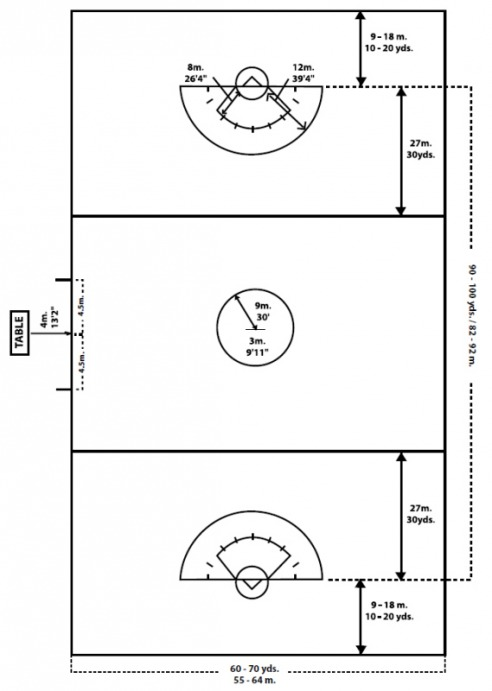 9 – 18 m.
10 - 20 yds.
8m.
26'4"
12m.
39'4"
27m.
30yds.
90 - 100 yds. / 82 - 92 m.
TABLE
4m.
13'2"
4.5m.
4.5m.
9m.
30'
3m.
9'11"
27m.
30yds.
9 – 18 m.
10 – 20 yds.
60 - 70 yds.
55 - 64 m.